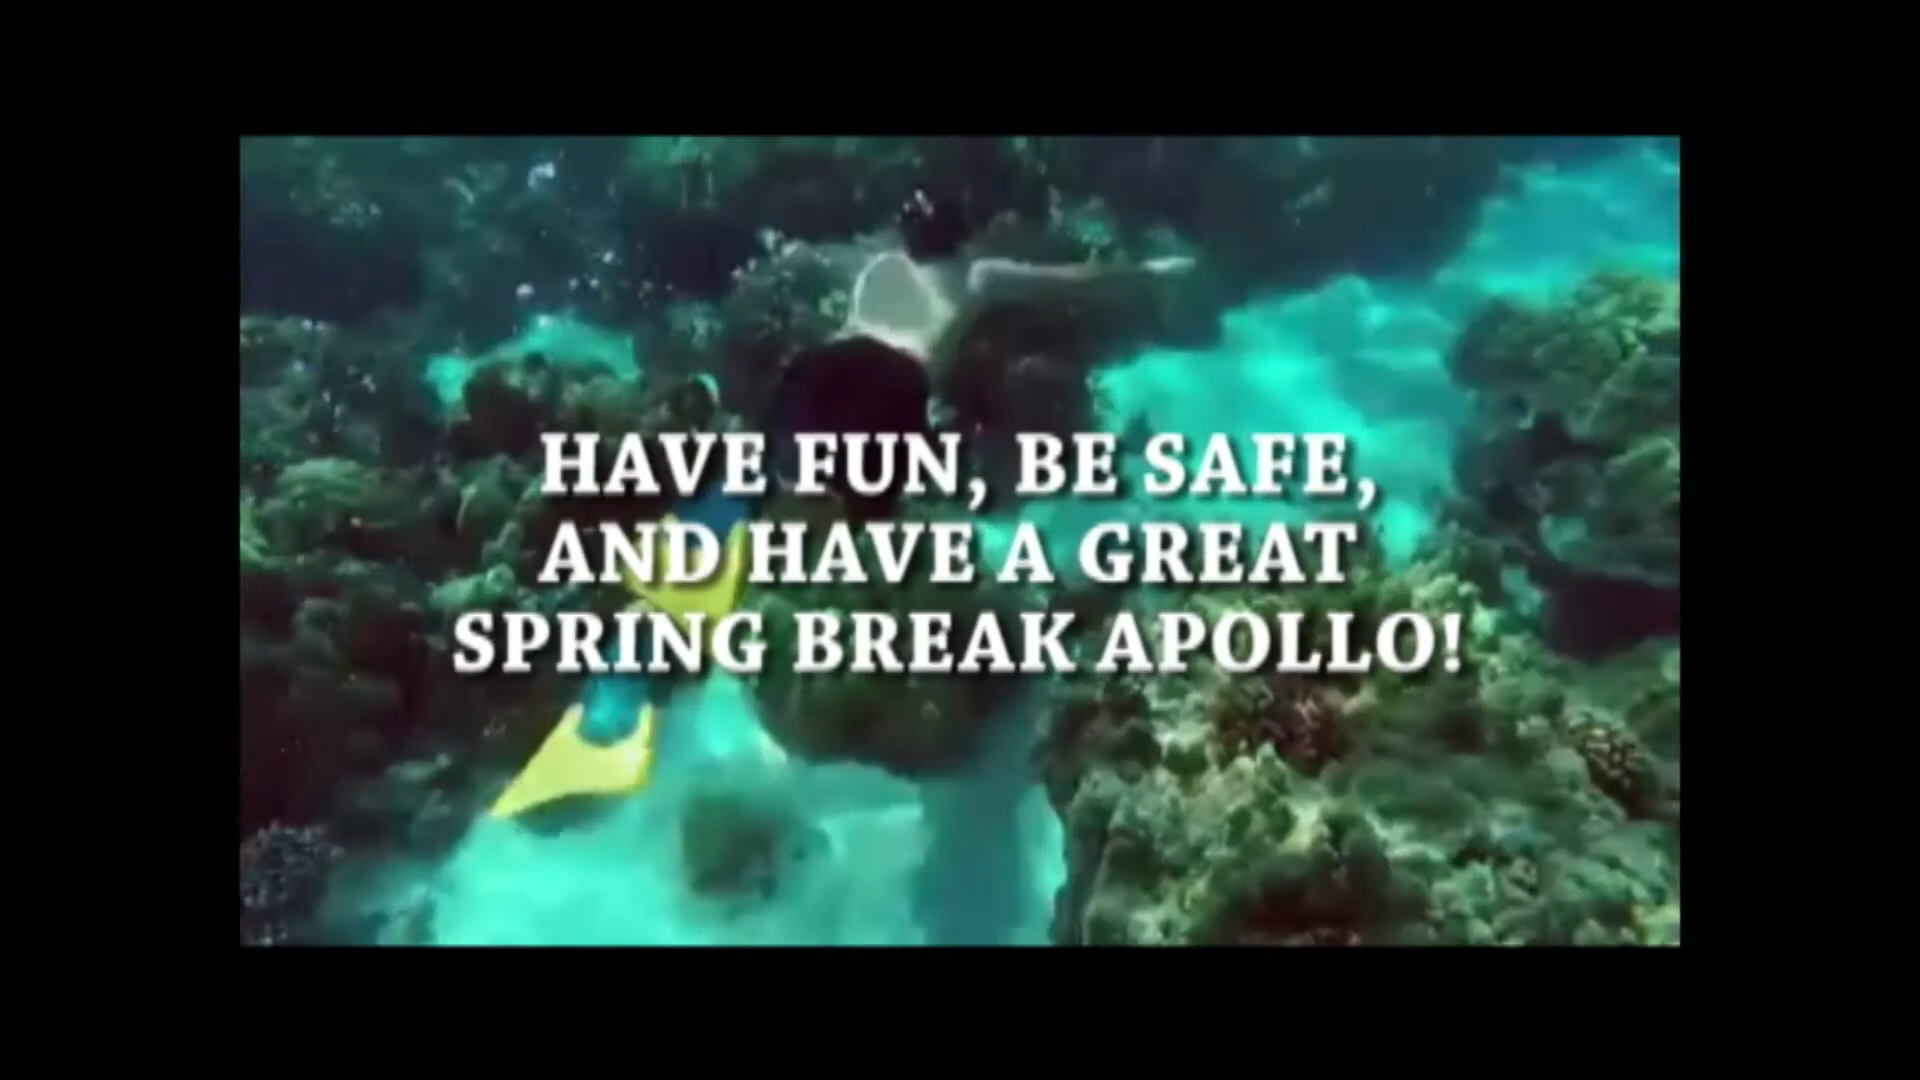 HAVE FUN, BE SAFE,
AND HAVE A GREAT
SPRING BREAK APOLLO!